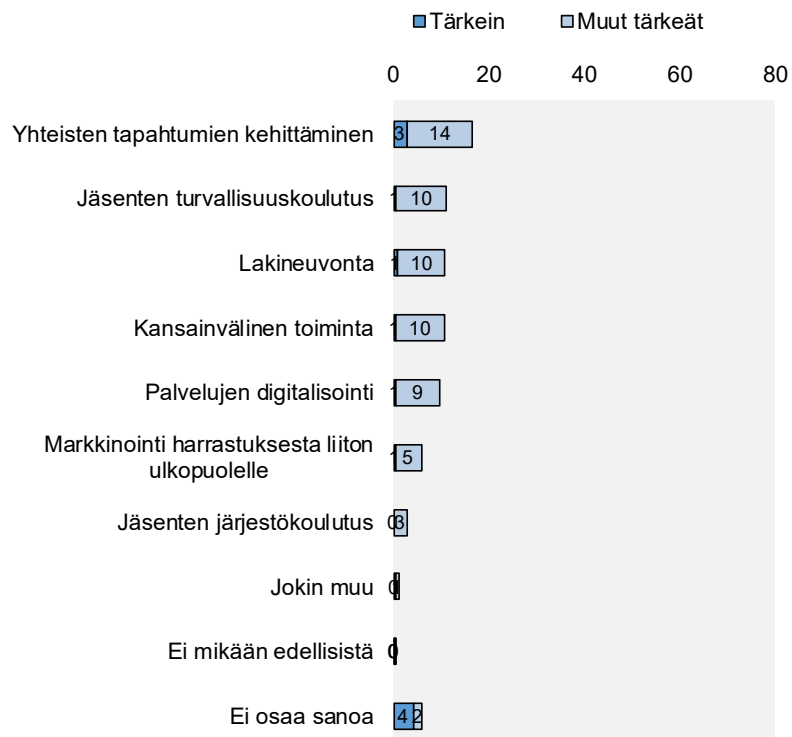 Tärkein Muut tärkeät
0 20 40 60 80
Yhteisten tapahtumien kehittäminen 3 14
Jäsenten turvallisuuskoulutus 1 10
Lakineuvonta 1 10
Kansainvälinen toiminta 1 10
Palvelujen digitalisointi 1 9
Markkinointi harrastuksesta liiton
ulkopuolelle 1 5
Jäsenten järjestökoulutus 0 3
Jokin muu 0
Ei mikään edellisistä 0
Ei osaa sanoa 4 2